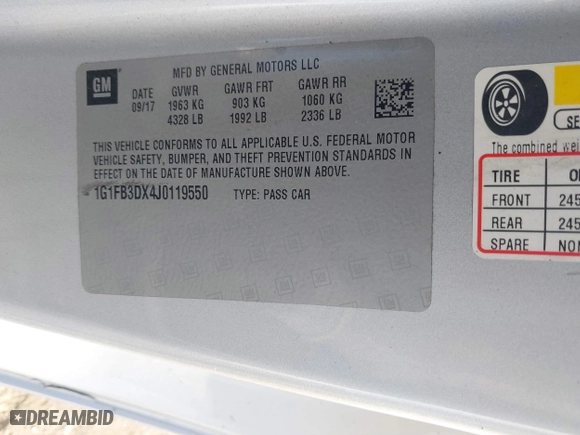 GM
MFD BY GENERAL MOTORS LLC
DATE GVWR GAWR FRT GAWR RR
09/17 1963 KG 903 KG 1060 KG
4328 LB 1992 LB 2336 LB
THIS VEHICLE CONFORMS TO ALL APPLICABLE U.S. FEDERAL MOTOR
VEHICLE SAFETY, BUMPER, AND THEFT PREVENTION STANDARDS IN
EFFECT ON THE DATE OF MANUFACTURE SHOWN ABOVE.
1G1FB3DX4J0119550 TYPE: PASS CAR
SE
The combined wei
TIRE
FRONT 245
REAR 245
SPARE NON
DREAMBID